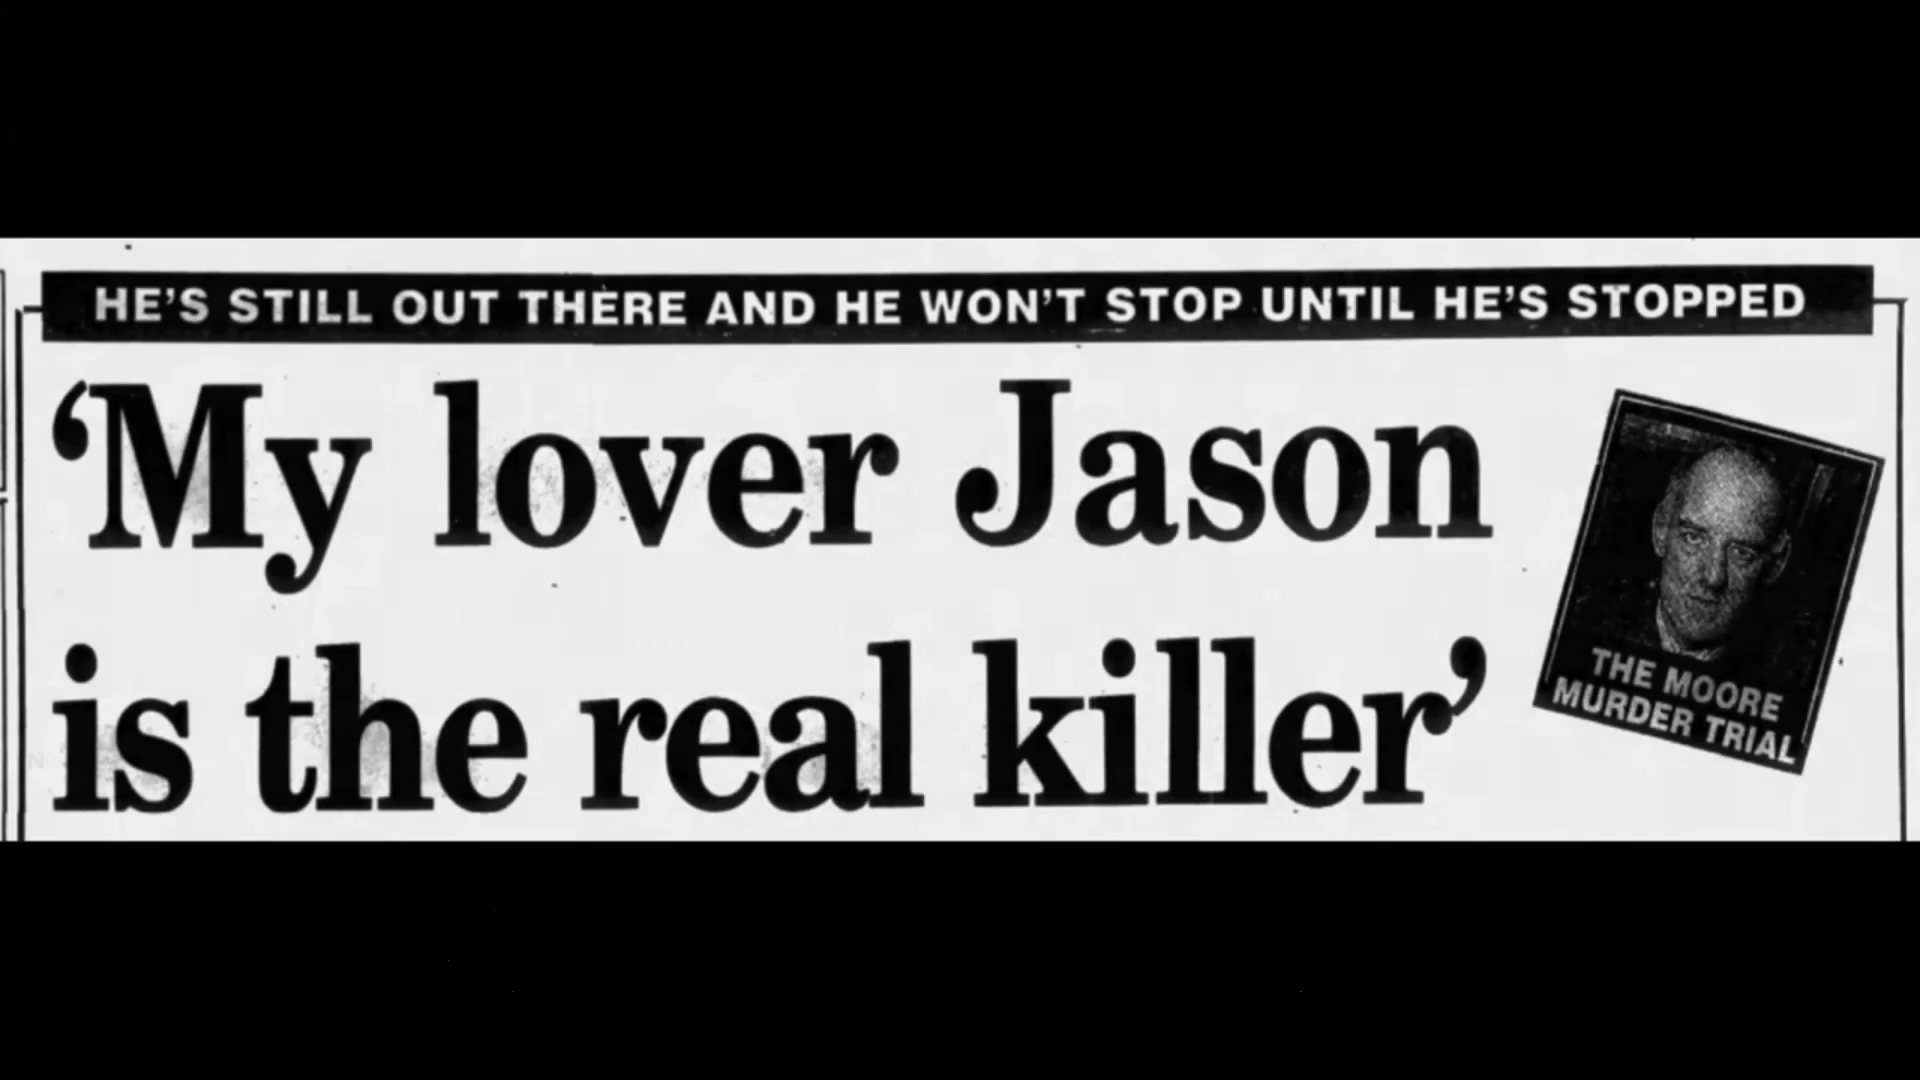 HE'S STILL OUT THERE AND HE WON'T STOP UNTIL HE'S STOPPED
‘My lover Jason
is the real killer’
THE MOORE
MURDER TRIAL